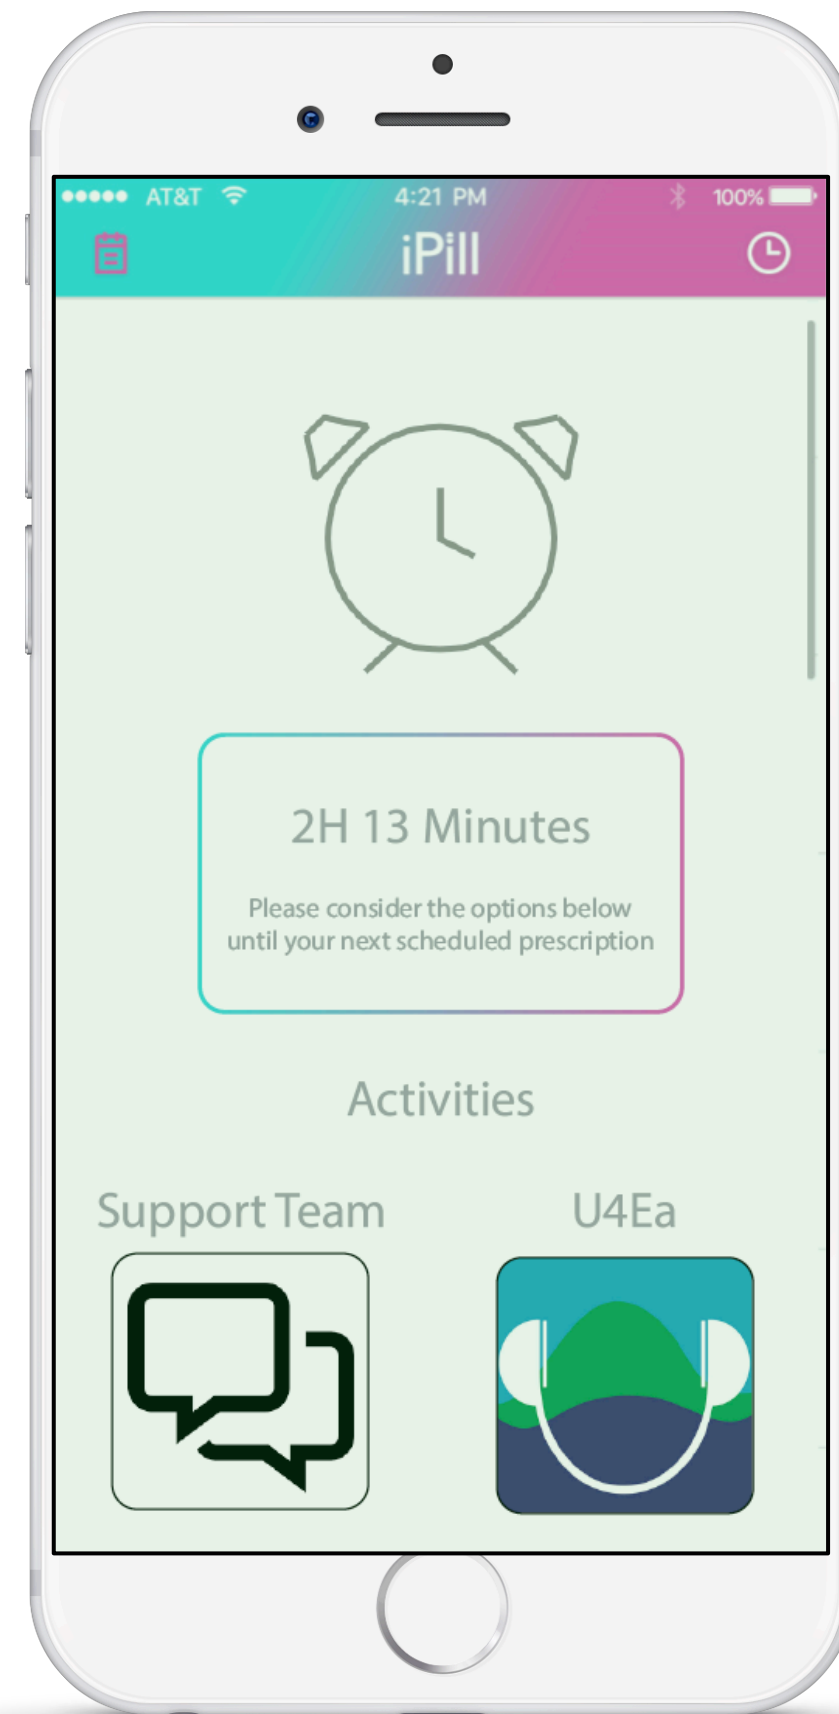 AT&T 4:21 PM 100%
iPill
2H 13 Minutes
Please consider the options below
until your next scheduled prescription
Activities
Support Team U4Ea